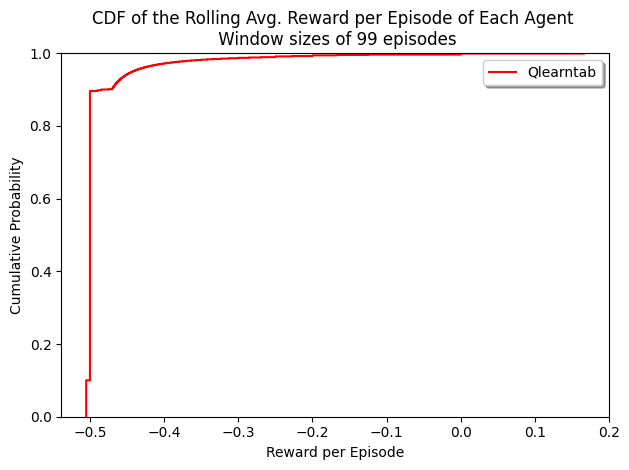 CDF of the Rolling Avg. Reward per Episode of Each Agent
Window sizes of 99 episodes
Qlearntab
1.0
0.8
0.6
0.4
0.2
0.0
Cumulative Probability
−0.5 −0.4 −0.3 −0.2 −0.1 0.0 0.1 0.2
Reward per Episode